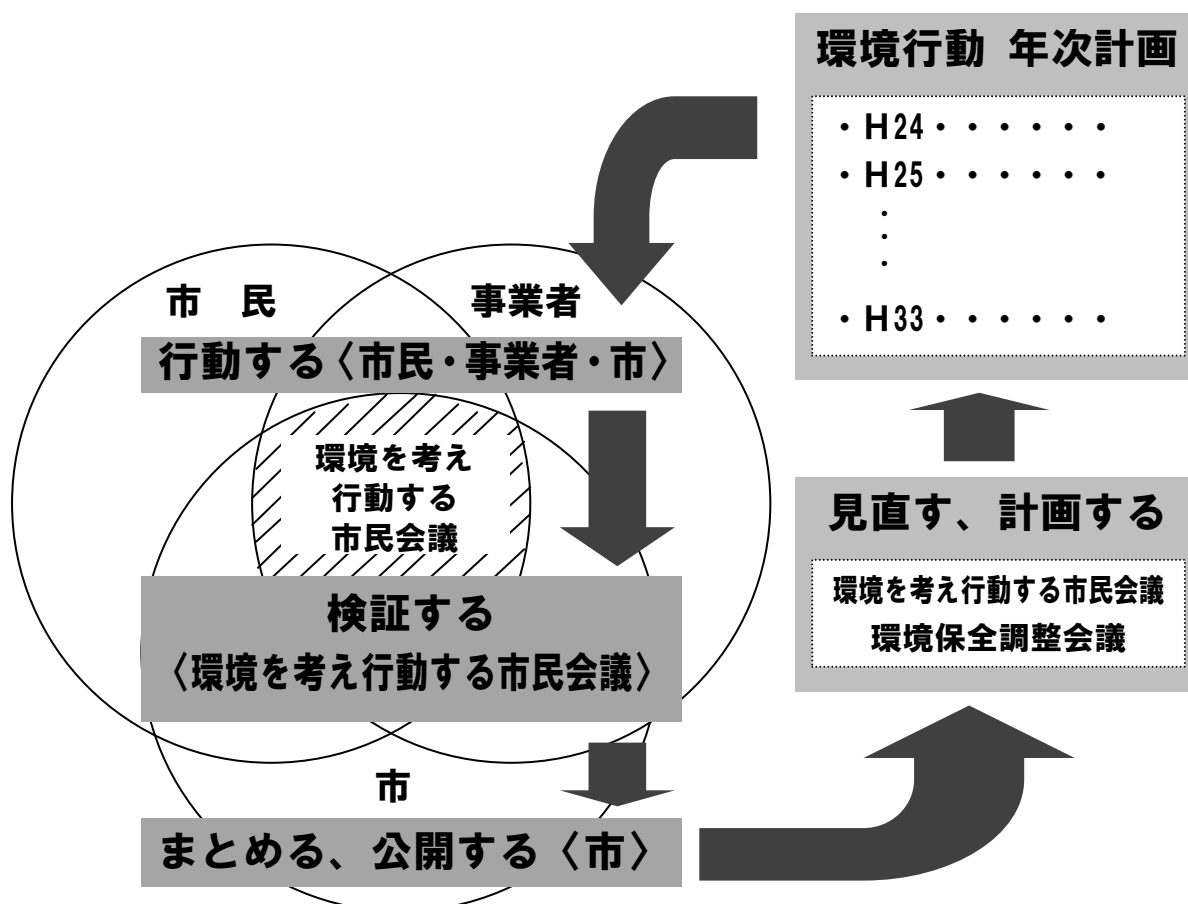 環境行動 年次計画
・H24・・・・・・
・H25・・・・・・
・
・
・
・H33・・・・・・
市 民
事業者
行動する〈市民・事業者・市〉
環境を考え
行動する
市民会議
検証する
〈環境を考え行動する市民会議〉
市
まとめる、公開する〈市〉
見直す、計画する
環境を考え行動する市民会議
環境保全調整会議